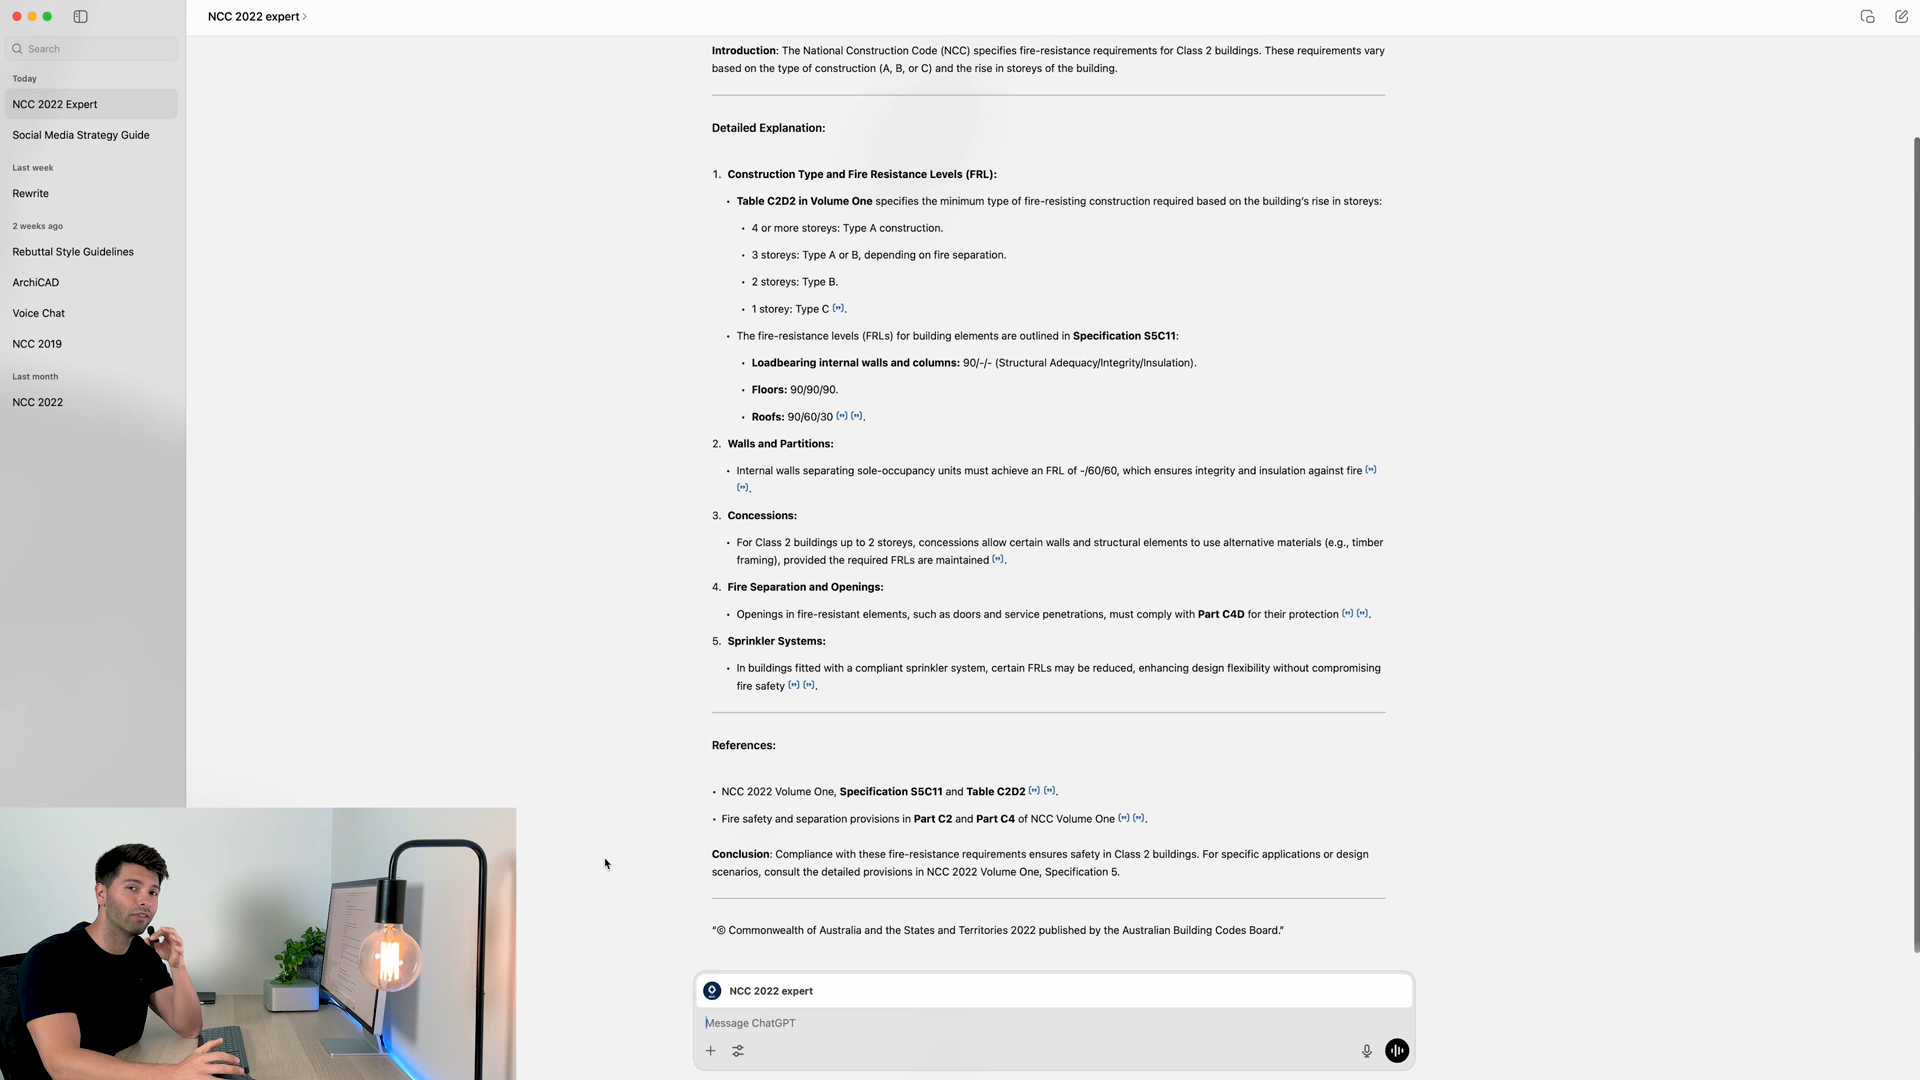 NCC 2022 expert >
Search
Today
NCC 2022 Expert
Social Media Strategy Guide
Last week
Rewrite
2 weeks ago
Rebuttal Style Guidelines
ArchiCAD
Voice Chat
NCC 2019
Last month
NCC 2022
Introduction: The National Construction Code (NCC) specifies fire-resistance requirements for Class 2 buildings. These requirements vary
based on the type of construction (A, B, or C) and the rise in storeys of the building.
Detailed Explanation:
1. Construction Type and Fire Resistance Levels (FRL):
• Table C2D2 in Volume One specifies the minimum type of fire-resisting construction required based on the building's rise in storeys:
• 4 or more storeys: Type A construction.
• 3 storeys: Type A or B, depending on fire separation.
• 2 storeys: Type B.
• 1 storey: Type C ["].
• The fire-resistance levels (FRLs) for building elements are outlined in Specification S5C11:
• Loadbearing internal walls and columns: 90/-/- (Structural Adequacy/Integrity/Insulation).
• Floors: 90/90/90.
• Roofs: 90/60/30 ["] ["].
2. Walls and Partitions:
• Internal walls separating sole-occupancy units must achieve an FRL of -/60/60, which ensures integrity and insulation against fire ["]
["].
3. Concessions:
• For Class 2 buildings up to 2 storeys, concessions allow certain walls and structural elements to use alternative materials (e.g., timber
framing), provided the required FRLs are maintained ["].
4. Fire Separation and Openings:
• Openings in fire-resistant elements, such as doors and service penetrations, must comply with Part C4D for their protection ["] ["].
5. Sprinkler Systems:
• In buildings fitted with a compliant sprinkler system, certain FRLs may be reduced, enhancing design flexibility without compromising
fire safety ["] ["].
References:
• NCC 2022 Volume One, Specification S5C11 and Table C2D2 ["] ["].
• Fire safety and separation provisions in Part C2 and Part C4 of NCC Volume One ["] ["].
Conclusion: Compliance with these fire-resistance requirements ensures safety in Class 2 buildings. For specific applications or design
scenarios, consult the detailed provisions in NCC 2022 Volume One, Specification 5.
"© Commonwealth of Australia and the States and Territories 2022 published by the Australian Building Codes Board."
NCC 2022 expert
Message ChatGPT